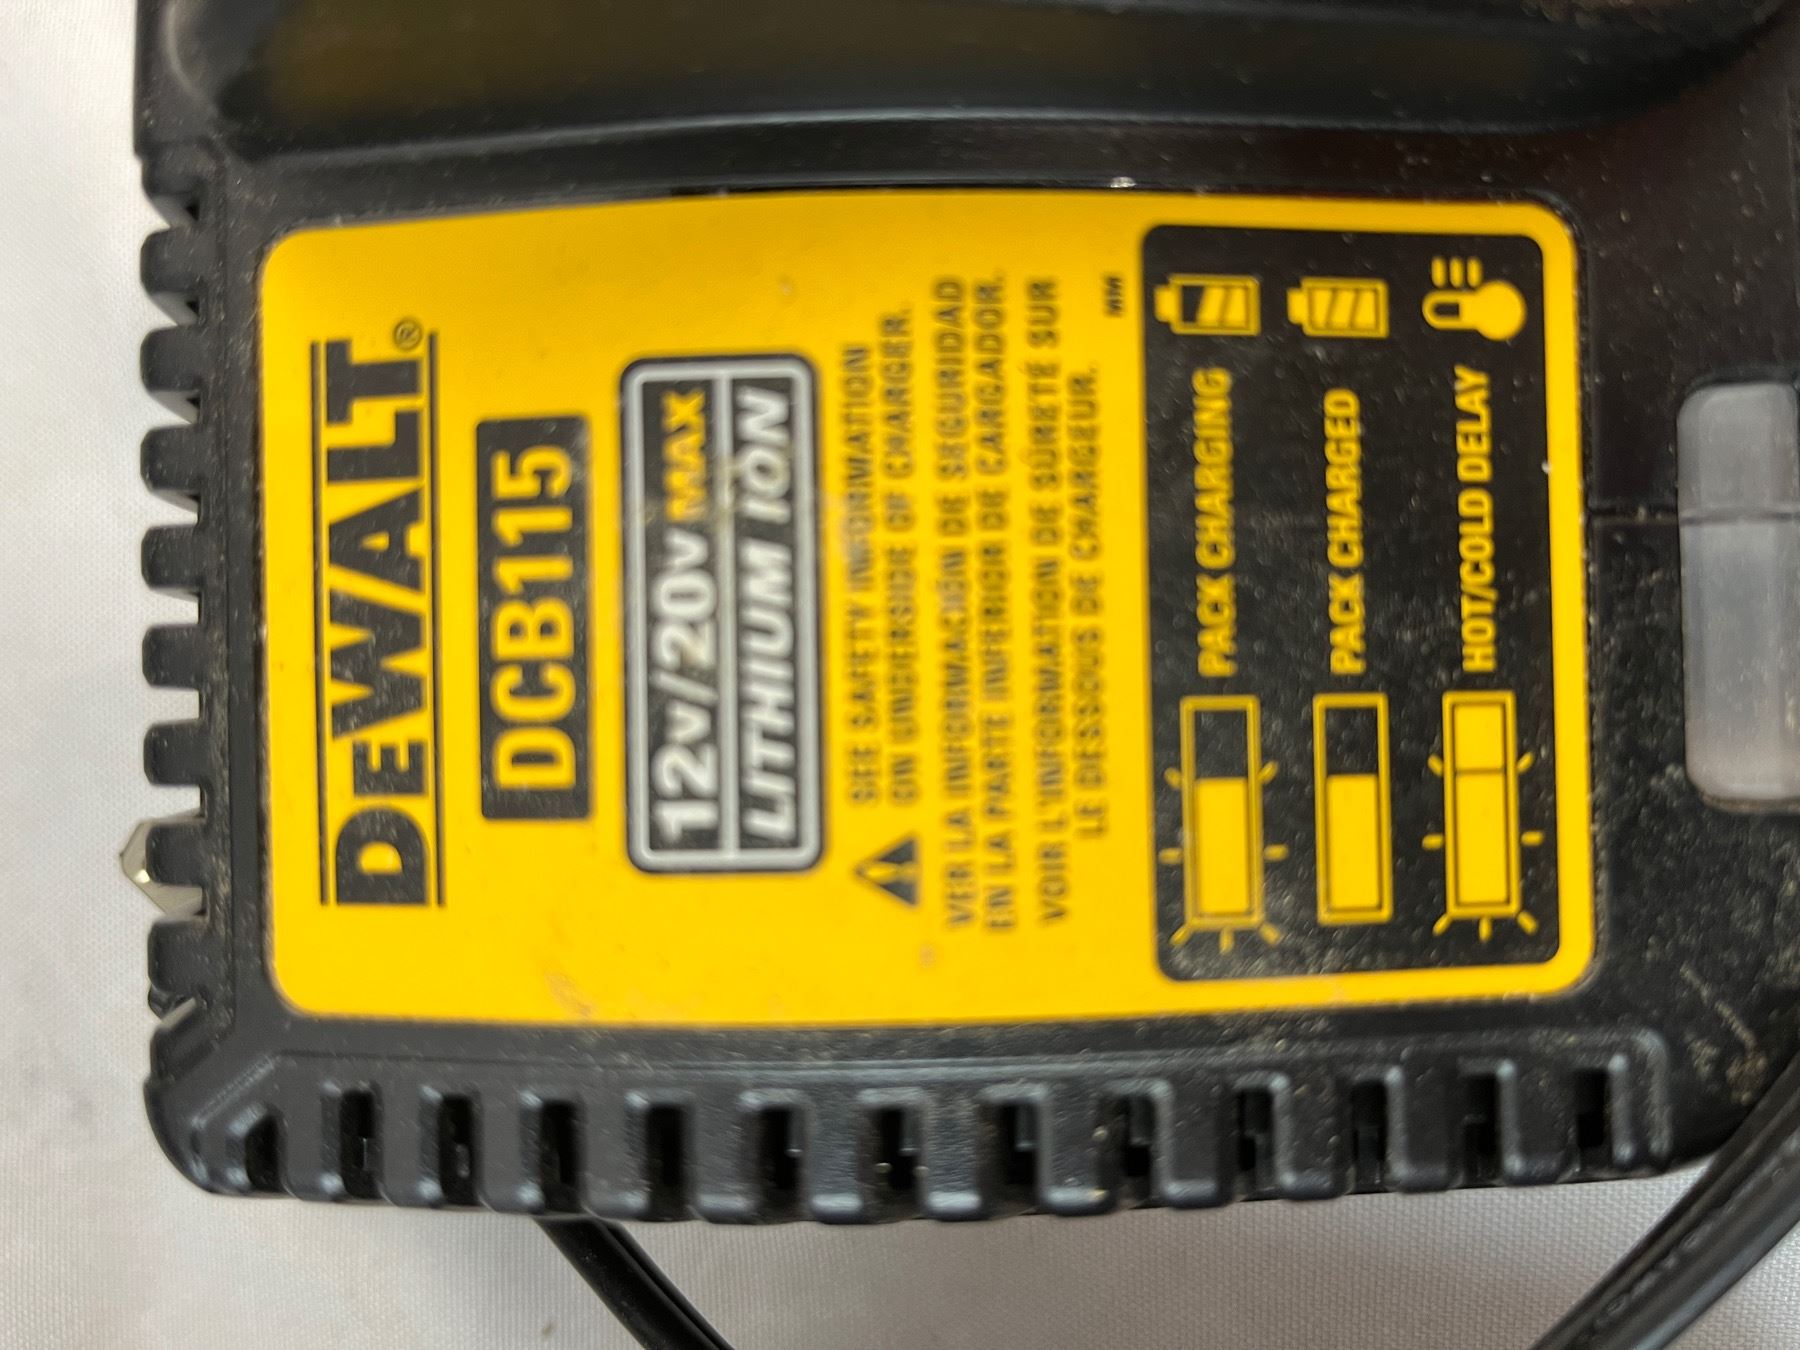 DEWALT®
DCB115
12V/20V MAX
LITHIUM ION
SEE SAFETY INFORMATION
ON UNDERSIDE OF CHARGER.
VER LA INFORMACIÓN DE SEGURIDAD
EN LA PARTE INFERIOR DE CARGADOR.
VOIR L'INFORMATION DE SÛRETÉ SUR
LE DESSOUS DE CHARGEUR.
PACK CHARGING
PACK CHARGED
HOT/COLD DELAY